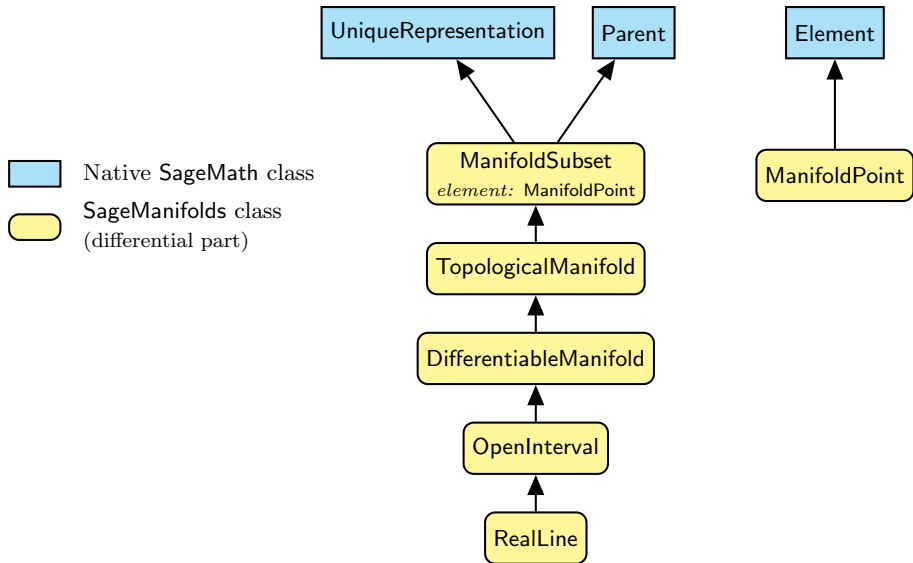 UniqueRepresentation
Parent
Element
ManifoldSubset
element: ManifoldPoint
ManifoldPoint
Native SageMath class
SageManifolds class
(differential part)
TopologicalManifold
DifferentiableManifold
OpenInterval
RealLine